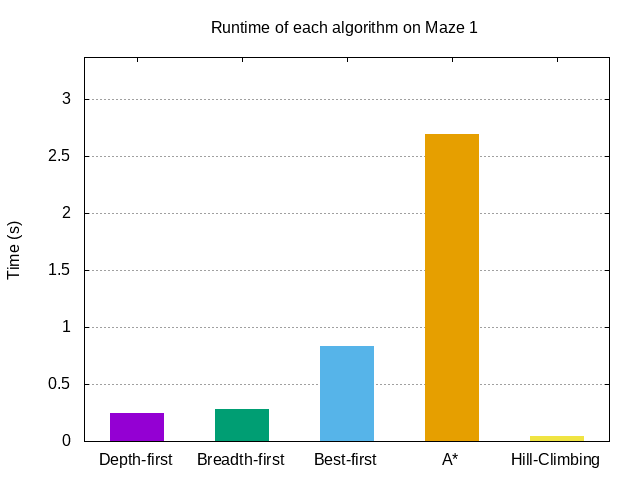 Runtime of each algorithm on Maze 1
3
2.5
2
1.5
1
0.5
0
Time (s)
Depth-first Breadth-first Best-first A* Hill-Climbing